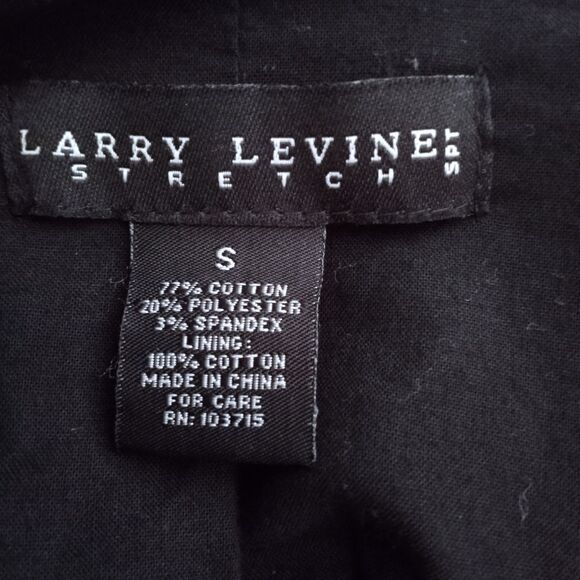 LARRY LEVINE SPT
STRETCH
S
77% COTTON
20% POLYESTER
3% SPANDEX
LINING:
100% COTTON
MADE IN CHINA
FOR CARE
RN: 103715